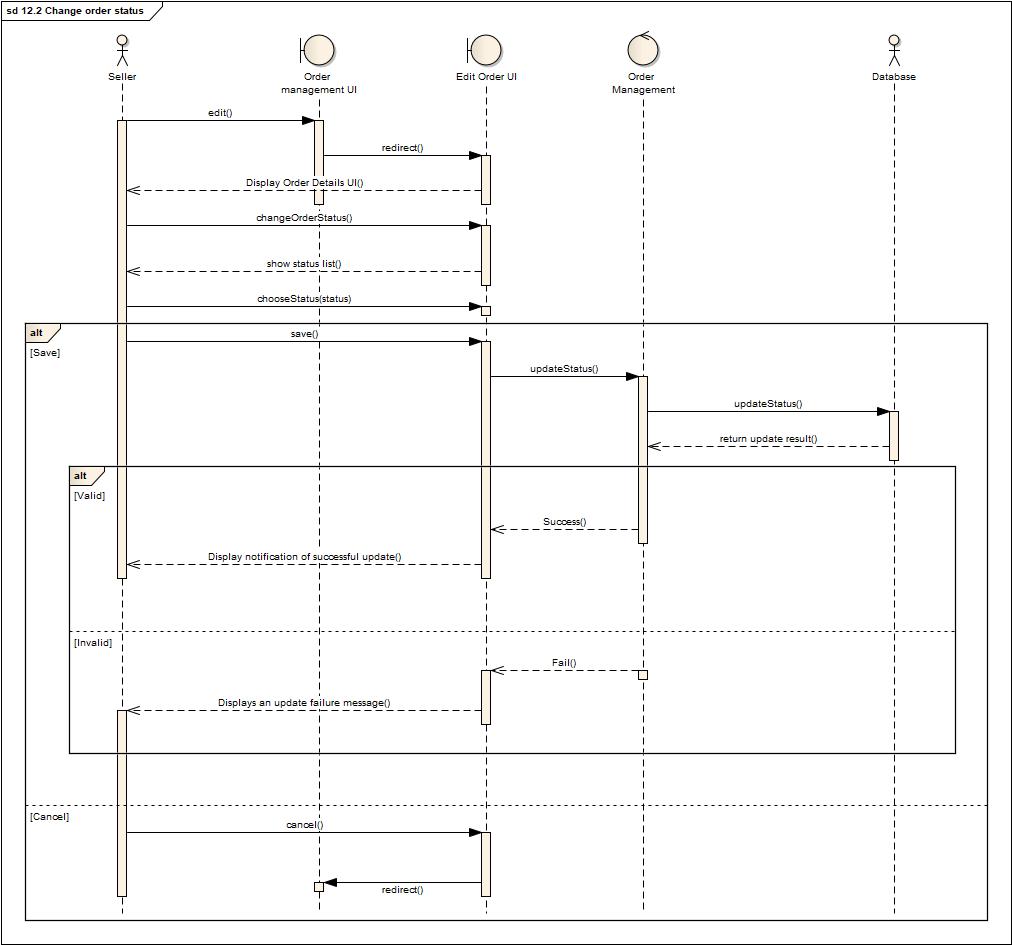 sd 12.2 Change order status
Seller
Order
management UI
Edit Order UI
Order
Management
Database
edit()
redirect()
Display Order Details UI()
changeOrderStatus()
show status list()
chooseStatus(status)
alt
save()
[Save]
updateStatus()
updateStatus()
return update result()
alt
[Valid]
Success()
Display notification of successful update()
[Invalid]
Fail()
Displays an update failure message()
[Cancel]
cancel()
redirect()